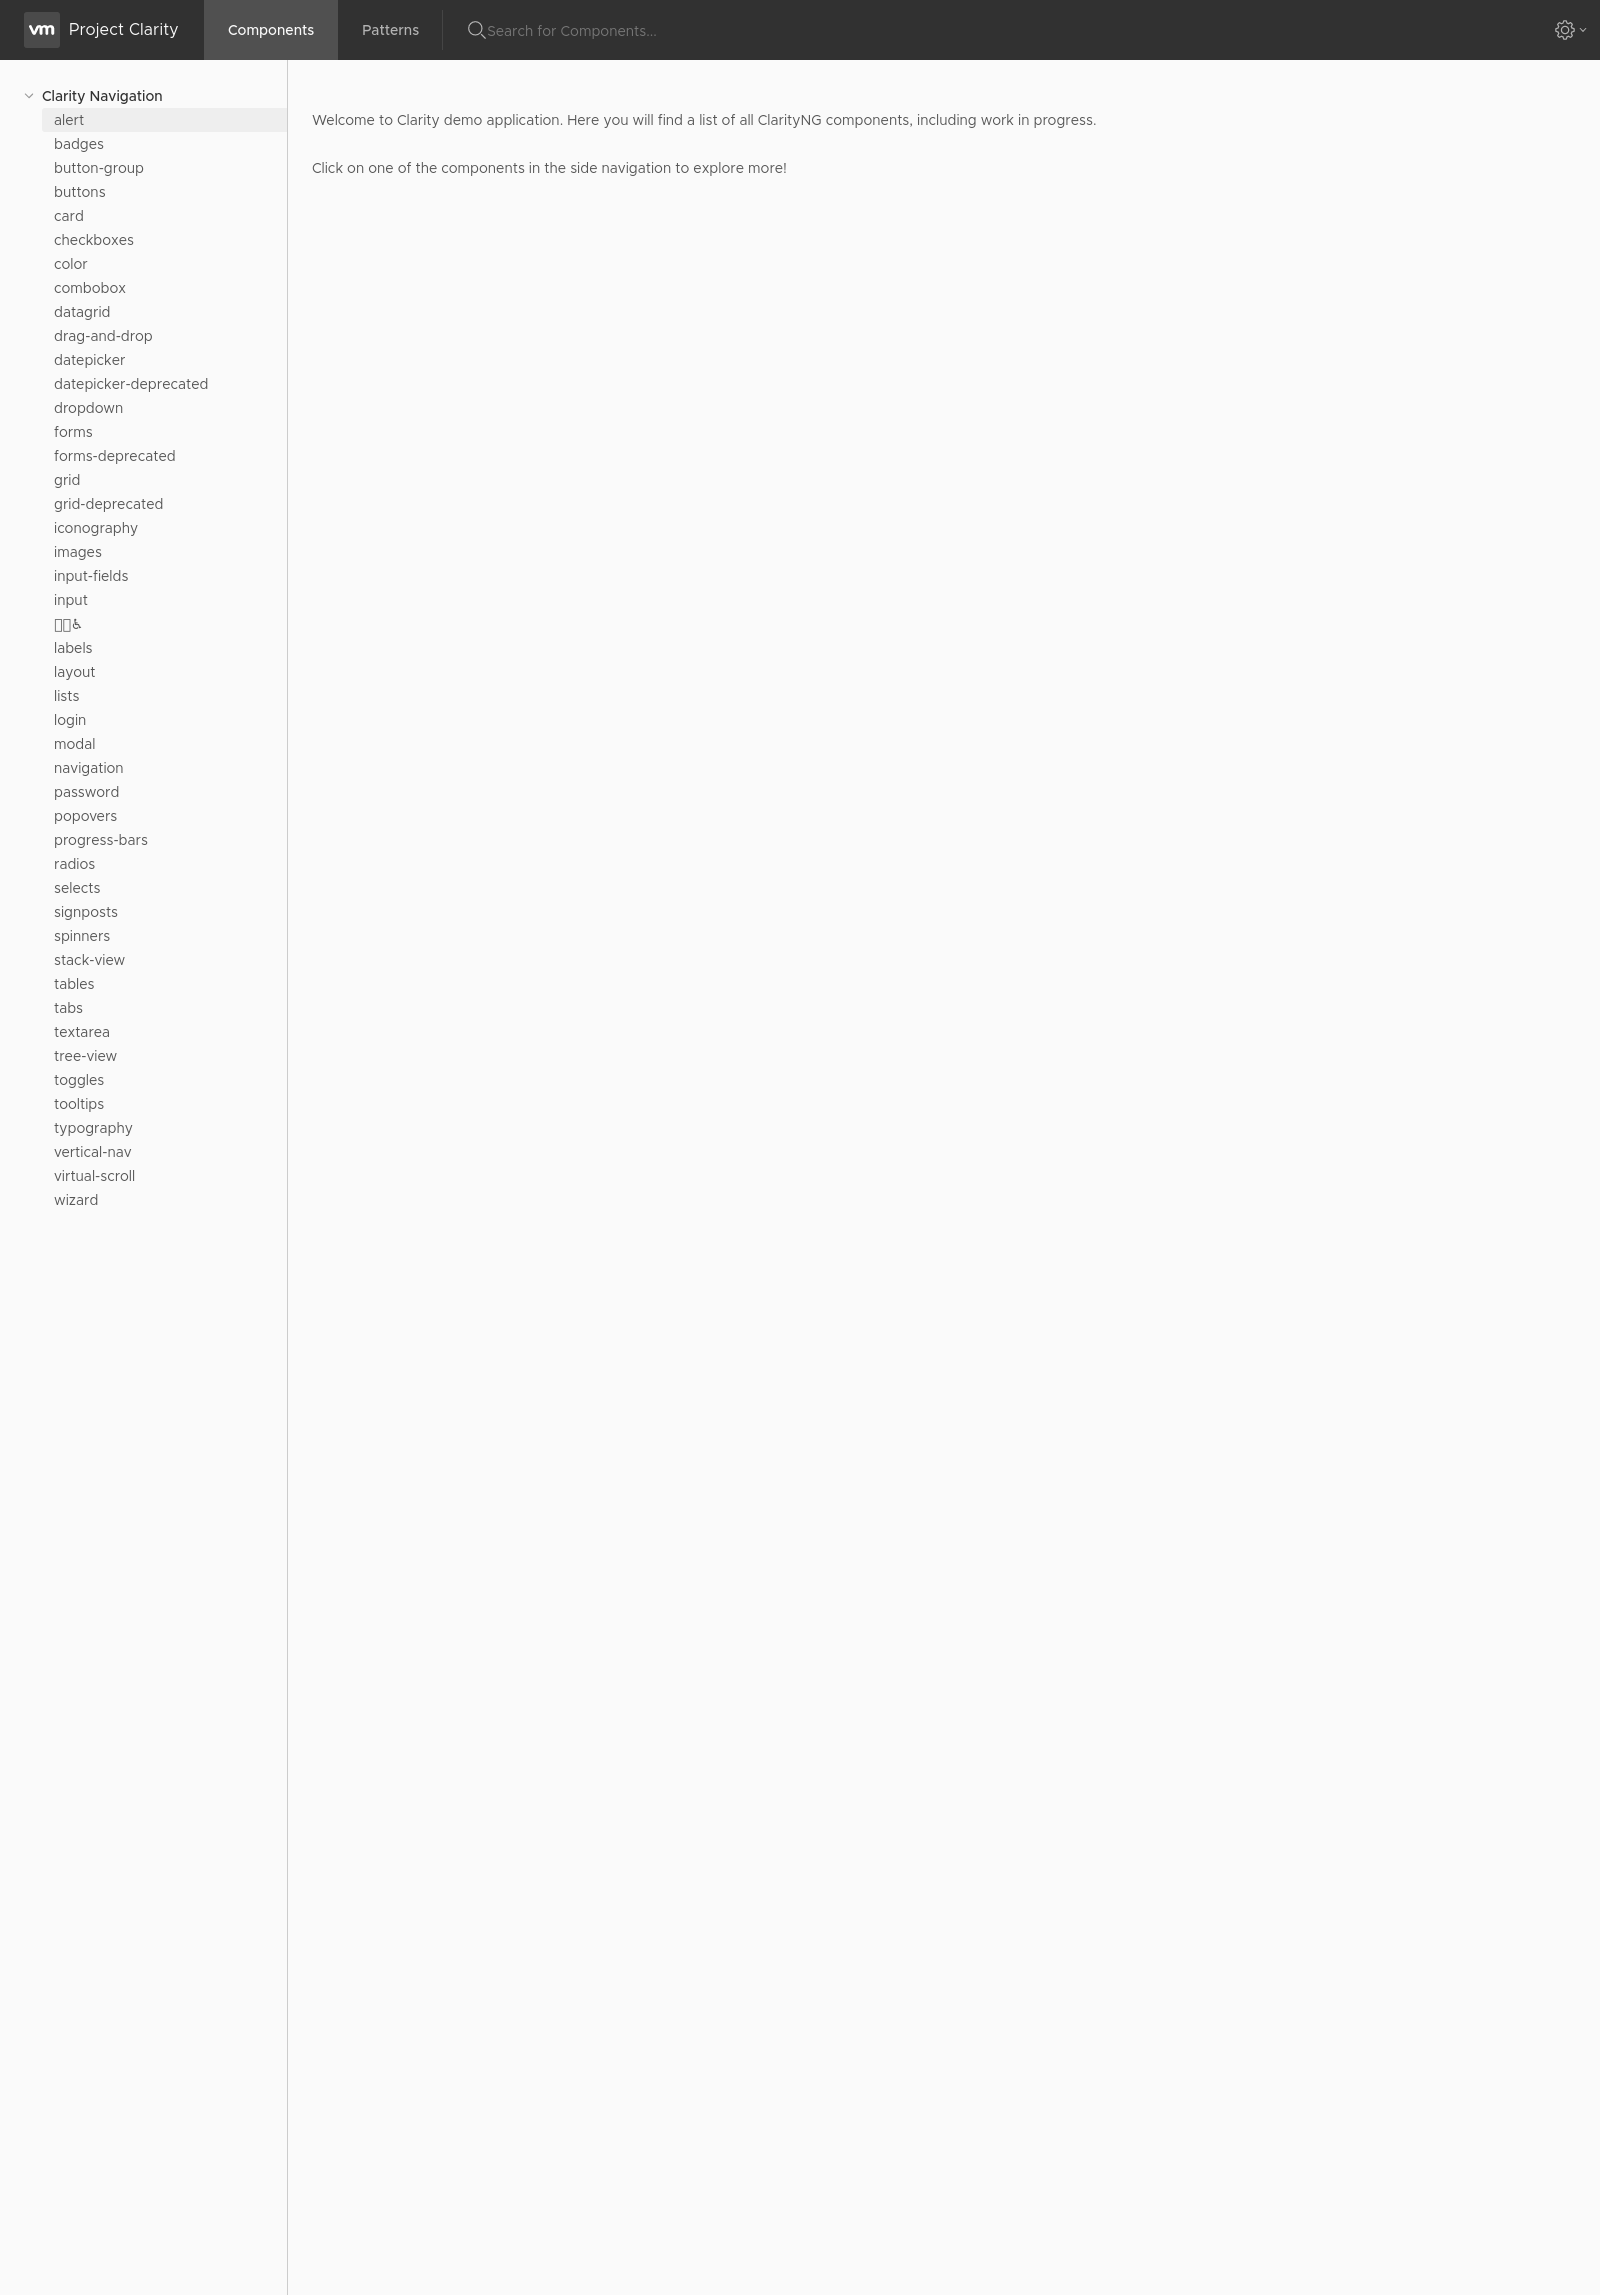 vm Project Clarity Components Patterns Search for Components...
Clarity Navigation
alert
Welcome to Clarity demo application. Here you will find a list of all ClarityNG components, including work in progress.
badges
button-group
Click on one of the components in the side navigation to explore more!
buttons
card
checkboxes
color
combobox
datagrid
drag-and-drop
datepicker
datepicker-deprecated
dropdown
forms
forms-deprecated
grid
grid-deprecated
iconography
images
input-fields
input
♿
labels
layout
lists
login
modal
navigation
password
popovers
progress-bars
radios
selects
signposts
spinners
stack-view
tables
tabs
textarea
tree-view
toggles
tooltips
typography
vertical-nav
virtual-scroll
wizard